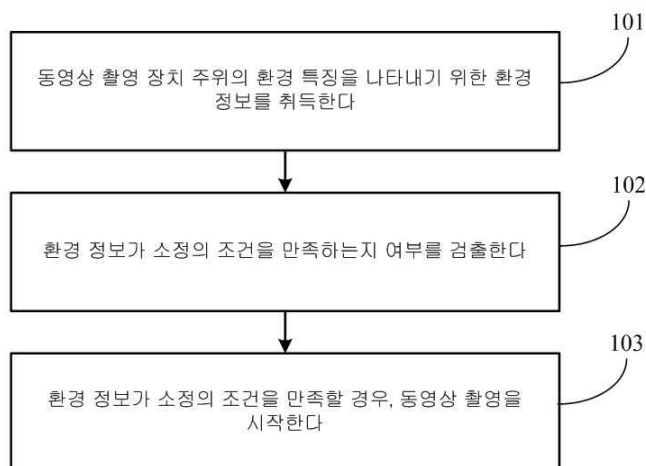 101
동영상 촬영 장치 주위의 환경 특징을 나타내기 위한 환경
정보를 취득한다
102
환경 정보가 소정의 조건을 만족하는지 여부를 검출한다
103
환경 정보가 소정의 조건을 만족할 경우, 동영상 촬영을
시작한다